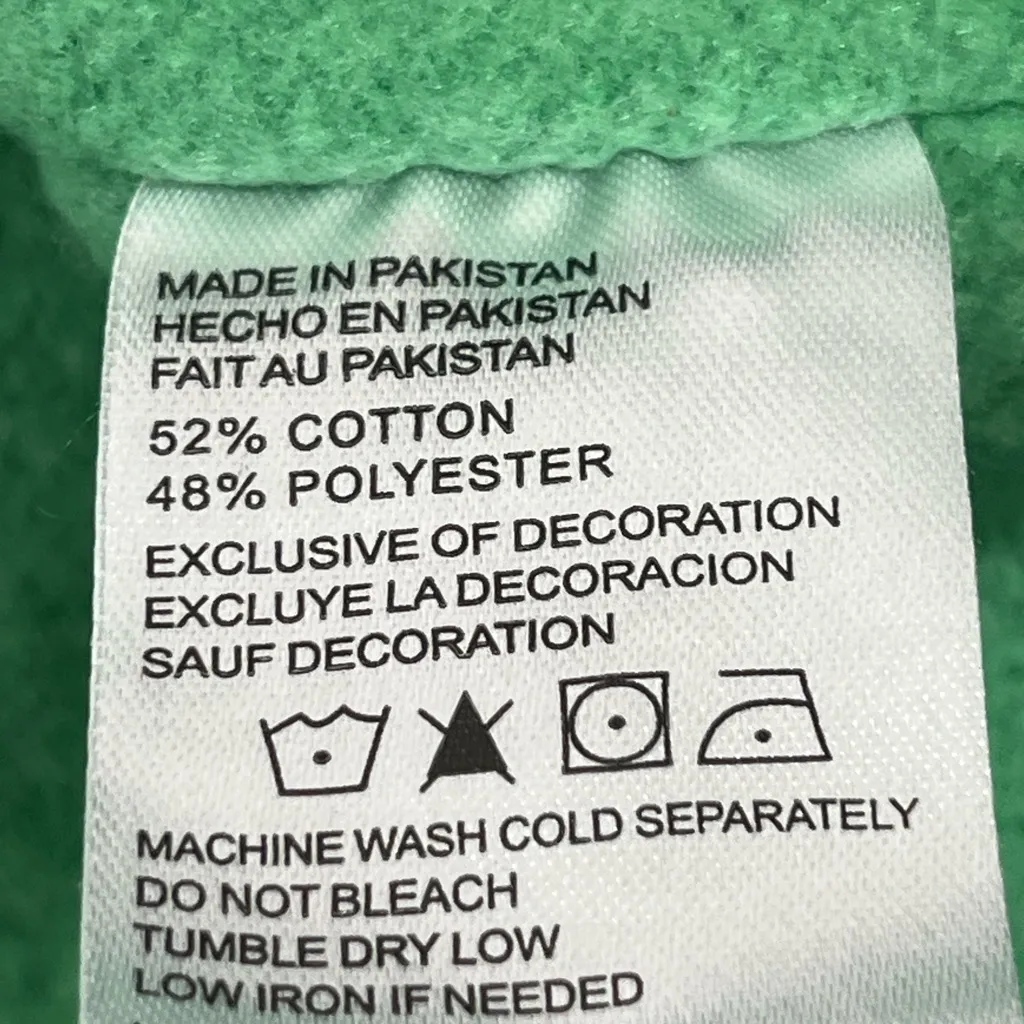 MADE IN PAKISTAN
HECHO EN PAKISTAN
FAIT AU PAKISTAN
52% COTTON
48% POLYESTER
EXCLUSIVE OF DECORATION
EXCLUYE LA DECORACION
SAUF DECORATION
MACHINE WASH COLD SEPARATELY
DO NOT BLEACH
TUMBLE DRY LOW
LOW IRON IF NEEDED